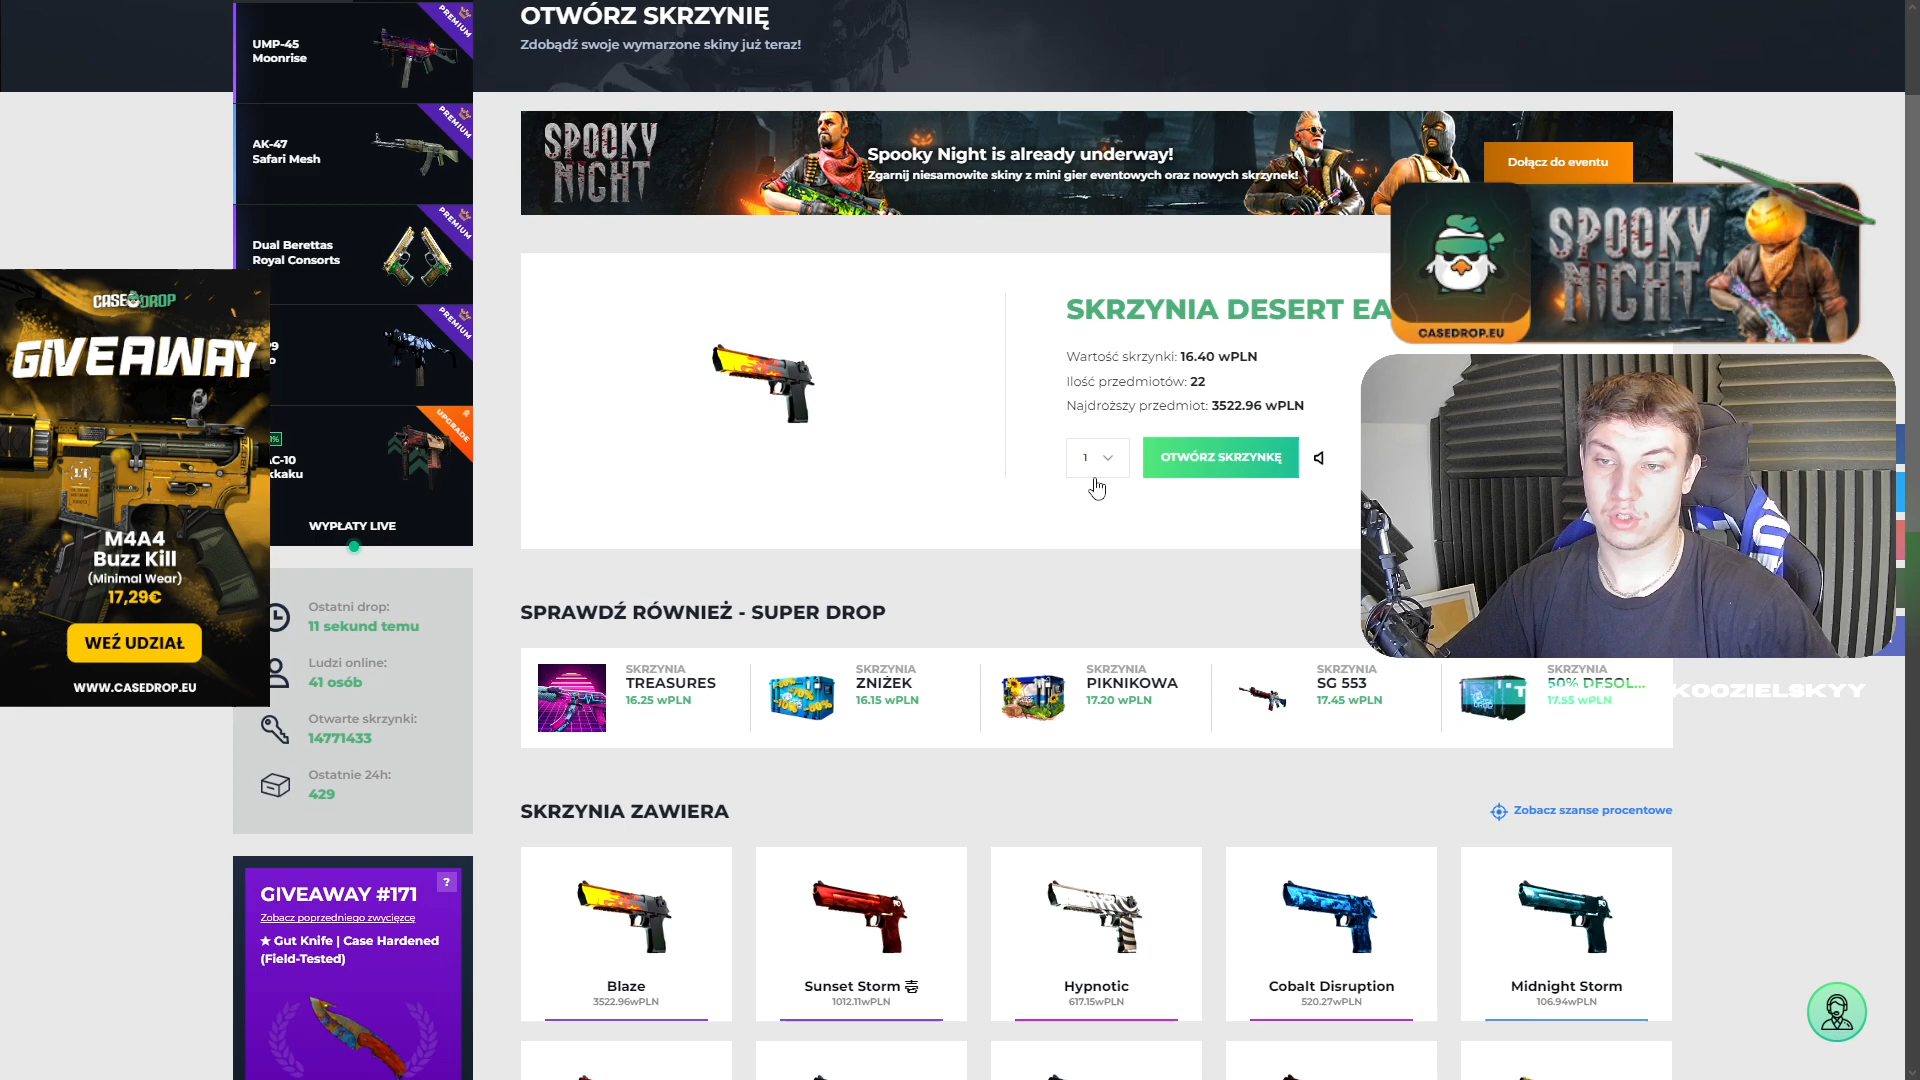 UMP-45
Moonrise
PREMIUM
AK-47
Safari Mesh
PREMIUM
Dual Berettas
Royal Consorts
PREMIUM
PREMIUM
UPGRADE
WYPŁATY LIVE
CASEDROP
GIVEAWAY
M4A4
Buzz Kill
(Minimal Wear)
17,29€
WEŹ UDZIAŁ
WWW.CASEDROP.EU
Ostatni drop:
11 sekund temu
Ludzi online:
41 osób
Otwarte skrzynki:
14771433
Ostatnie 24h:
429
GIVEAWAY #171
?
Zobacz poprzedniego zwycięzce
★ Gut Knife | Case Hardened
(Field-Tested)
OTWÓRZ SKRZYNIĘ
Zdobądź swoje wymarzone skiny już teraz!
SPOOKY
NIGHT
Spooky Night is already underway!
Zgarnij niesamowite skiny z mini gier eventowych oraz nowych skrzynek!
Dołącz do eventu
SPOOKY
NIGHT
CASEDROP.EU
SKRZYNIA DESERT EA
Wartość skrzynki: 16.40 wPLN
Ilość przedmiotów: 22
Najdroższy przedmiot: 3522.96 wPLN
1
OTWÓRZ SKRZYNKĘ
SPRAWDŹ RÓWNIEŻ - SUPER DROP
SKRZYNIA
TREASURES
16.25 wPLN
SKRZYNIA
ZNIŻEK
16.15 wPLN
SKRZYNIA
PIKNIKOWA
17.20 wPLN
SKRZYNIA
SG 553
17.45 wPLN
SKRZYNIA
50% DESOL...
17.55 wPLN
KOOZIELSKYY
SKRZYNIA ZAWIERA
Zobacz szanse procentowe
Blaze
3522.96wPLN
Sunset Storm 壱
1012.11wPLN
Hypnotic
617.15wPLN
Cobalt Disruption
520.27wPLN
Midnight Storm
106.94wPLN